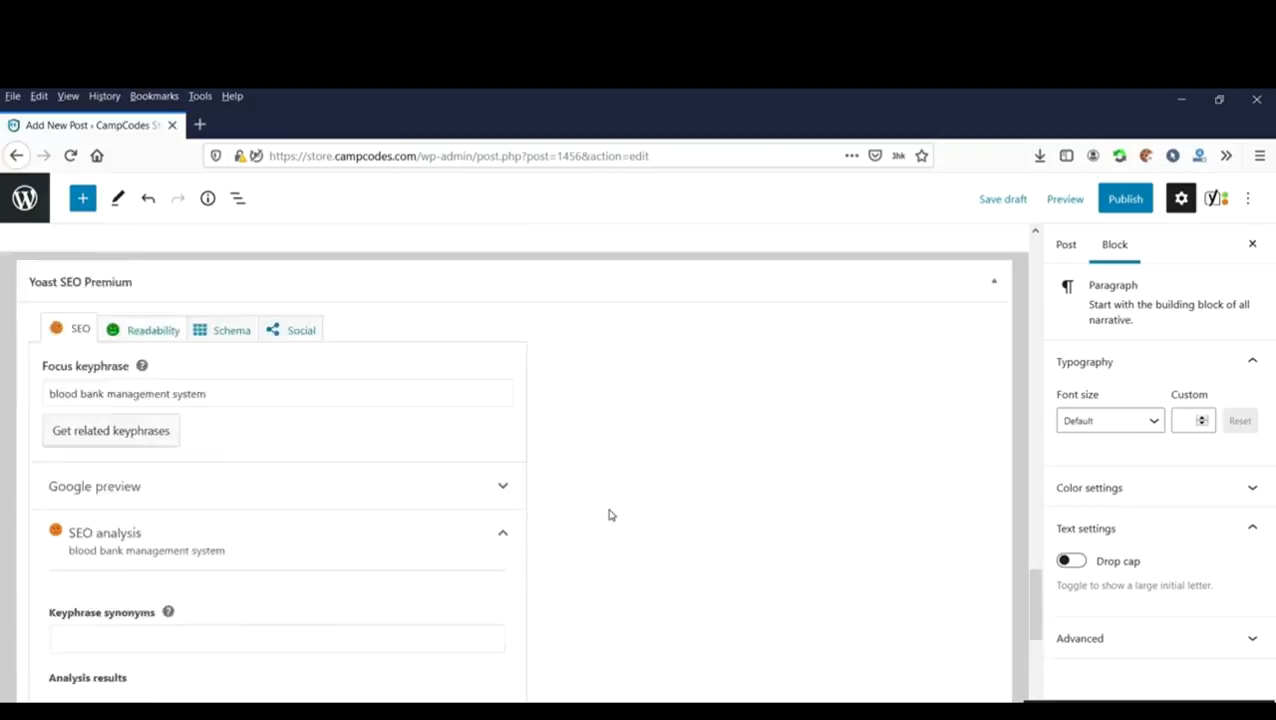 File Edit View History Bookmarks Tools Help
Add New Post ‹ CampCodes St
https://store.campcodes.com/wp-admin/post.php?post=1456&action=edit
Save draft Preview Publish
Post Block
Yoast SEO Premium
Paragraph
Start with the building block of all
narrative.
SEO Readability Schema Social
Focus keyphrase
blood bank management system
Get related keyphrases
Typography
Font size Custom
Default Reset
Google preview
Color settings
SEO analysis
blood bank management system
Text settings
Drop cap
Toggle to show a large initial letter.
Keyphrase synonyms
Advanced
Analysis results